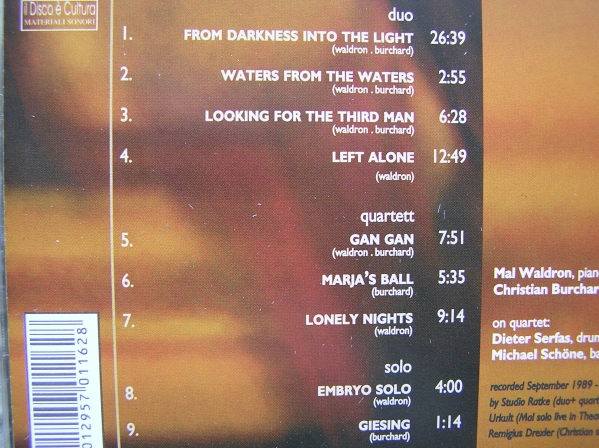 il Disco è Cultura
MATERIALI SONORI
duo
1. FROM DARKNESS INTO THE LIGHT 26:39
(waldron . burchard)
2. WATERS FROM THE WATERS 2:55
(waldron . burchard)
3. LOOKING FOR THE THIRD MAN 6:28
(waldron . burchard)
4. LEFT ALONE 12:49
(waldron)
quartett
5. GAN GAN 7:51
(waldron . burchard)
6. MARJA'S BALL 5:35
(burchard)
7. LONELY NIGHTS 9:14
(waldron)
solo
8. EMBRYO SOLO 4:00
(waldron)
9. GIESING 1:14
(burchard)
Mal Waldron, pian
Christian Burchar
on quartet:
Dieter Serfas, drum
Michael Schöne, ba
recorded September 1989 -
by Studio Ratke (duo+ quart
Urkult (Mal solo live in Thea
Remigius Drexler (Christian s
012957 011628